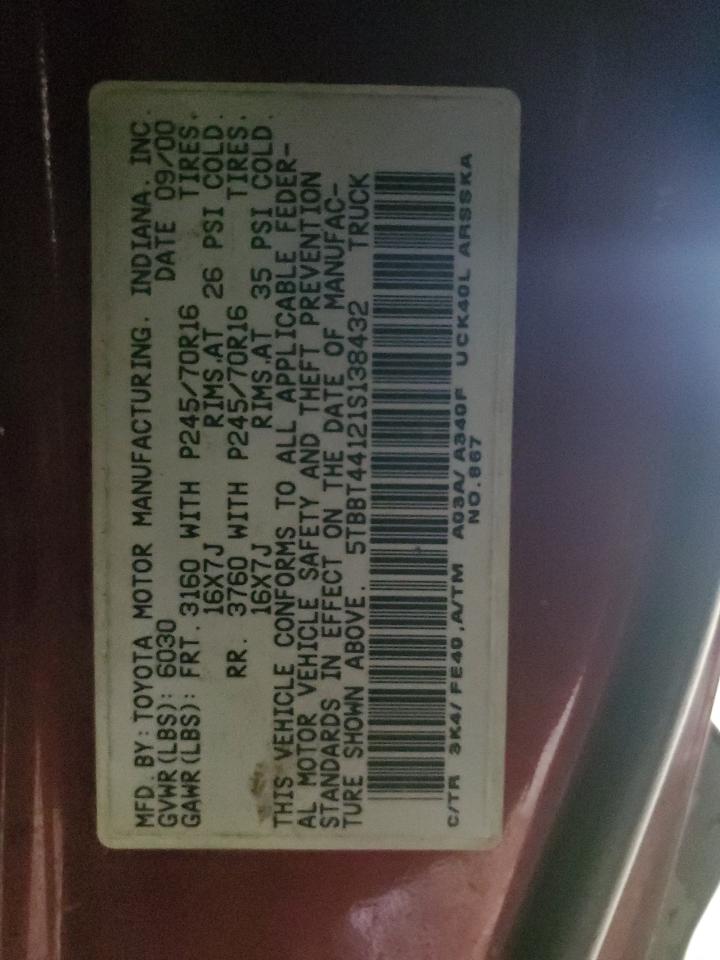 MFD. BY: TOYOTA MOTOR MANUFACTURING. INDIANA. INC.
GVWR(LBS): 6030 DATE 09/00
GAWR(LBS): FRT. 3160 WITH P245/70R16 TIRES.
16X7J RIMS.AT 26 PSI COLD.
RR. 3760 WITH P245/70R16 TIRES.
16X7J RIMS.AT 35 PSI COLD.
THIS VEHICLE CONFORMS TO ALL APPLICABLE FEDER-
AL MOTOR VEHICLE SAFETY AND THEFT PREVENTION
STANDARDS IN EFFECT ON THE DATE OF MANUFAC-
TURE SHOWN ABOVE. 5TBBT44121S138432 TRUCK
C/TR 3K4/FE40,A/TM A03A/A340F UCK40L ARSSKA
NO.867